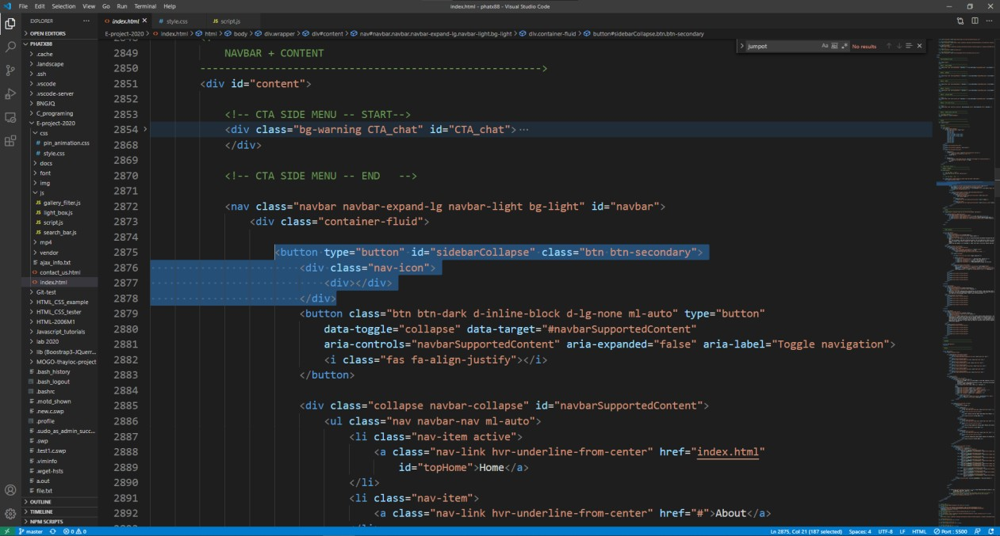 File Edit Selection View Go Run Terminal Help
index.html - phatx88 - Visual Studio Code
EXPLORER
index.html
# style.css
JS script.js
OPEN EDITORS
E-project-2020 > index.html > html > body > div.wrapper > div#content > nav#navbar.navbar.navbar-expand-lg.navbar-light.bg-light > div.container-fluid > button#sidebarCollapse.btn.btn-secondary
jumpot
No results
PHATX88
.cache
.landscape
.ssh
.vscode
.vscode-server
BNGJQ
C_programing
E-project-2020
css
# pin_animation.css
# style.css
docs
font
img
js
JS gallery_filter.js
JS light_box.js
JS script.js
JS search_bar.js
mp4
vendor
ajax_info.txt
contact_us.html
index.html
Git-test
HTML_CSS_example
HTML_CSS_tester
HTML-2006M1
Javascript_tutorials
lab 2020
lib (Boostrap3-JQuerr...
MOGO-thayloc-project
.bash_history
.bash_logout
.bashrc
.motd_shown
.new.c.swp
.profile
.sudo_as_admin_succ...
.swp
.test1.c.swp
.viminfo
.wget-hsts
a.out
file.txt
OUTLINE
TIMELINE
NPM SCRIPTS
2849 NAVBAR + CONTENT
2850 ------------------------------------------------------->
2851 <div id="content">
2852
2853 <!-- CTA SIDE MENU -- START-->
2854 <div class="bg-warning CTA_chat" id="CTA_chat">···
2868 </div>
2869
2870 <!-- CTA SIDE MENU -- END   -->
2871
2872 <nav class="navbar navbar-expand-lg navbar-light bg-light" id="navbar">
2873 <div class="container-fluid">
2874
2875 <button type="button" id="sidebarCollapse" class="btn btn-secondary">
2876 <div class="nav-icon">
2877 <div></div>
2878 </div>
2879 <button class="btn btn-dark d-inline-block d-lg-none ml-auto" type="button"
2880 data-toggle="collapse" data-target="#navbarSupportedContent"
2881 aria-controls="navbarSupportedContent" aria-expanded="false" aria-label="Toggle navigation">
2882 <i class="fas fa-align-justify"></i>
2883 </button>
2884
2885 <div class="collapse navbar-collapse" id="navbarSupportedContent">
2886 <ul class="nav navbar-nav ml-auto">
2887 <li class="nav-item active">
2888 <a class="nav-link hvr-underline-from-center" href="index.html"
2889 id="topHome">Home</a>
2890 </li>
2891 <li class="nav-item">
2892 <a class="nav-link hvr-underline-from-center" href="#">About</a>
master
0 0
Ln 2875, Col 21 (187 selected) Spaces: 4 UTF-8 LF HTML Port : 5500